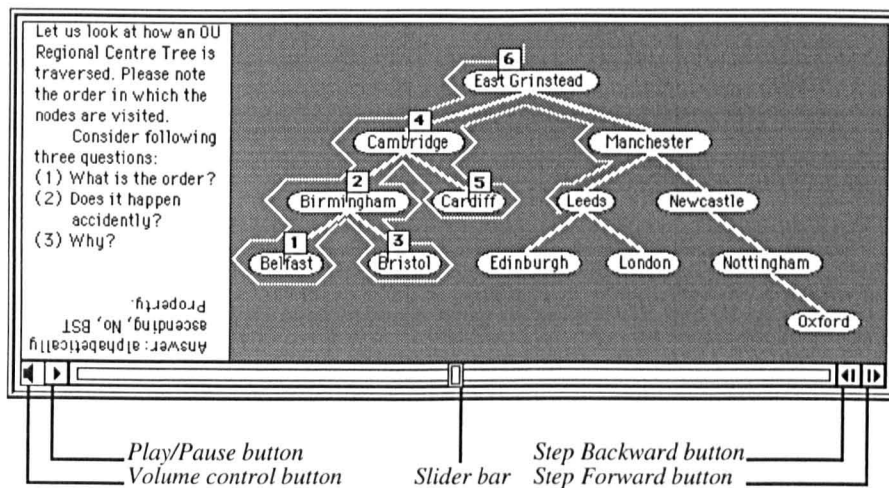 Let us look at how an OU
Regional Centre Tree is
traversed. Please note
the order in which the
nodes are visited.
Consider following
three questions:
(1) What is the order?
(2) Does it happen
accidently?
(3) Why?
Answer: alphabetically
ascending, No, BST
Property.
6
East Grinstead
4
Cambridge
Manchester
2
Birmingham
5
Cardiff
Leeds
Newcastle
1
Belfast
3
Bristol
Edinburgh
London
Nottingham
Oxford
Play/Pause button
Volume control button
Slider bar
Step Backward button
Step Forward button